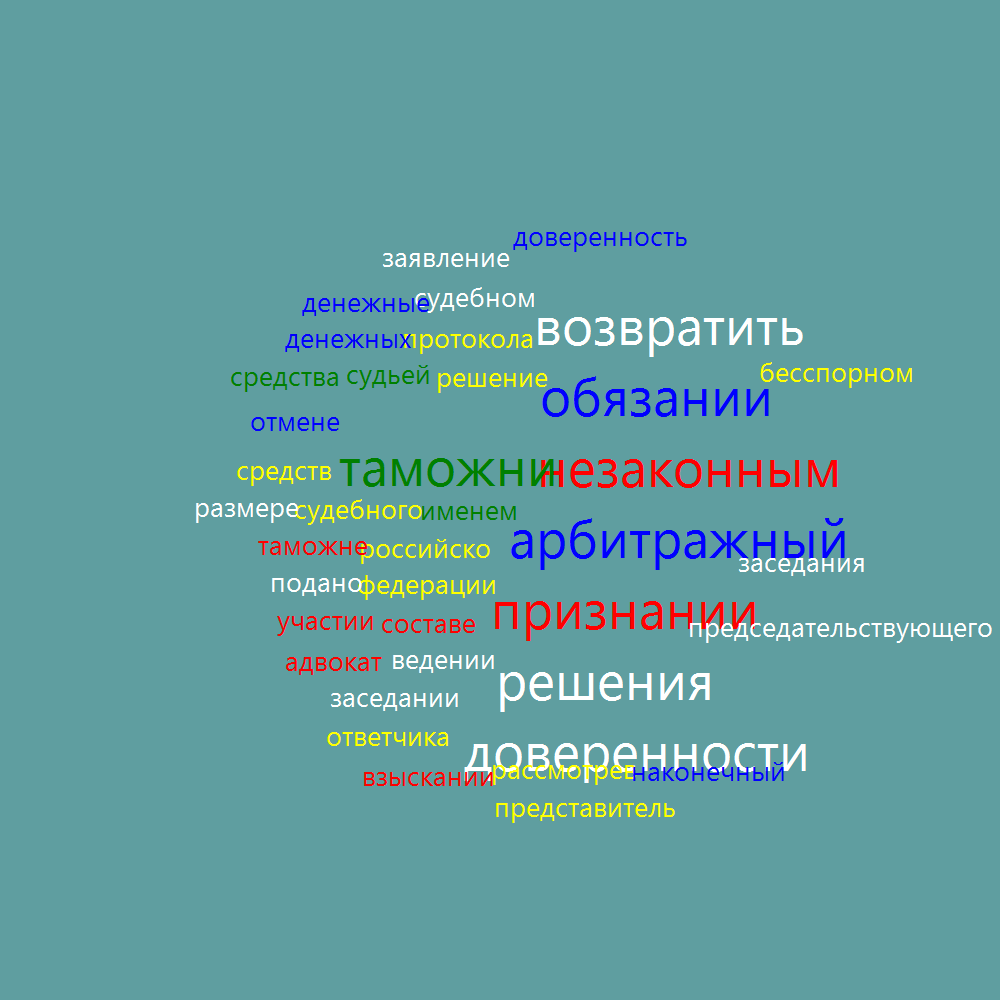 доверенность
заявление
судебном
денежные
возвратить
денежных протокола
бесспорном
средства судьей решение
обязании
отмене
таможни незаконным
средств
размере судебного именем
арбитражный
таможне российско
заседания
подано федерации
признании
участии составе
председательствующего
адвокат ведении
решения
заседании
ответчика
доверенности
взыскании рассмотрев наконечный
представитель